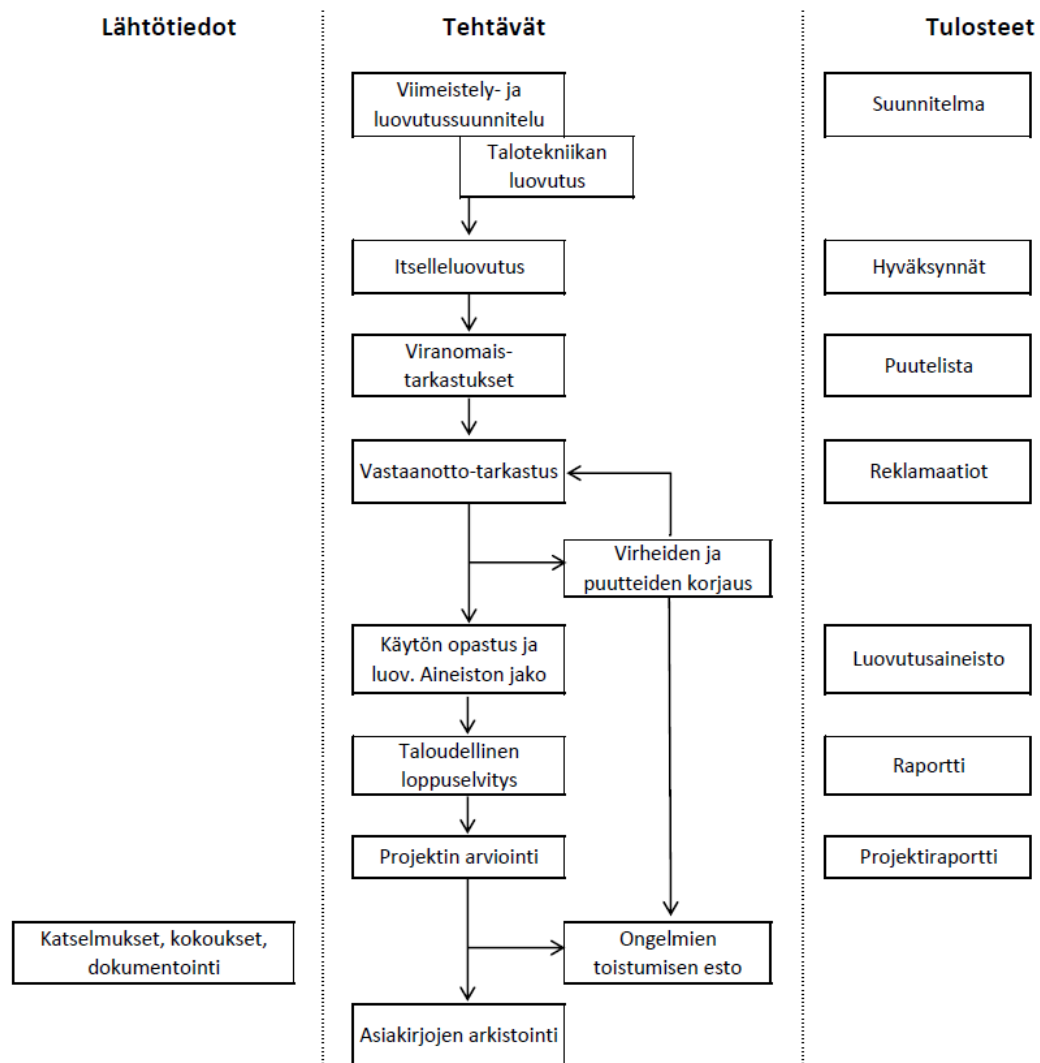 Lähtötiedot
Tehtävät
Tulosteet
Viimeistely- ja
luovutussuunnitelu
Suunnitelma
Talotekniikan
luovutus
Itselleluovutus
Hyväksynnät
Viranomais-
tarkastukset
Puutelista
Vastaanotto-tarkastus
Reklamaatiot
Virheiden ja
puutteiden korjaus
Käytön opastus ja
luov. Aineiston jako
Luovutusaineisto
Taloudellinen
loppuselvitys
Raportti
Projektin arviointi
Projektiraportti
Katselmukset, kokoukset,
dokumentointi
Ongelmien
toistumisen esto
Asiakirjojen arkistointi